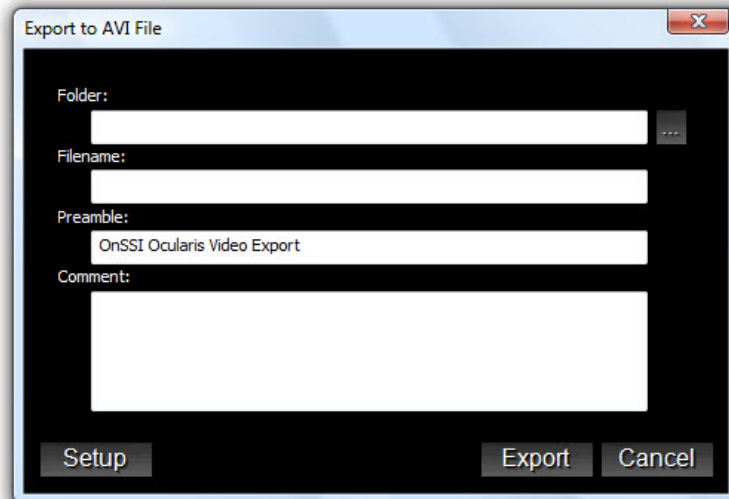 Export to AVI File
Folder:
...
Filename:
Preamble:
OnSSI Ocularis Video Export
Comment:
Setup
Export
Cancel